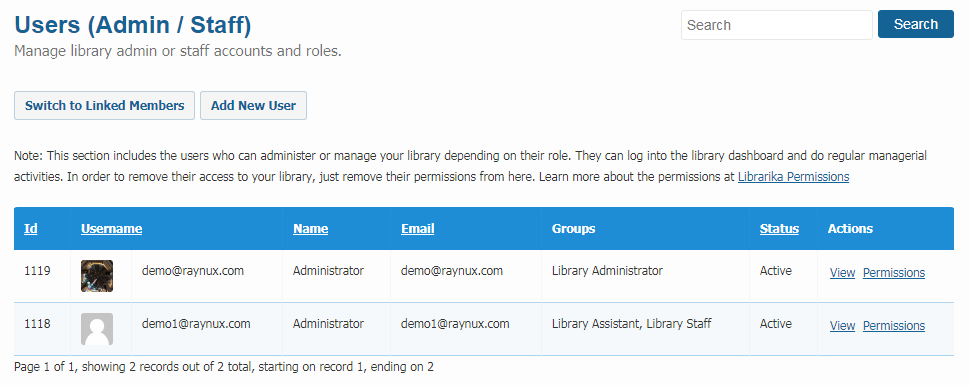 Users (Admin / Staff)
Search Search
Manage library admin or staff accounts and roles.
Switch to Linked Members Add New User
Note: This section includes the users who can administer or manage your library depending on their role. They can log into the library dashboard and do regular managerial
activities. In order to remove their access to your library, just remove their permissions from here. Learn more about the permissions at Librarika Permissions
Id Username Name Email Groups Status Actions
1119 demo@raynux.com Administrator demo@raynux.com Library Administrator Active View Permissions
1118 demo1@raynux.com Administrator demo1@raynux.com Library Assistant, Library Staff Active View Permissions
Page 1 of 1, showing 2 records out of 2 total, starting on record 1, ending on 2